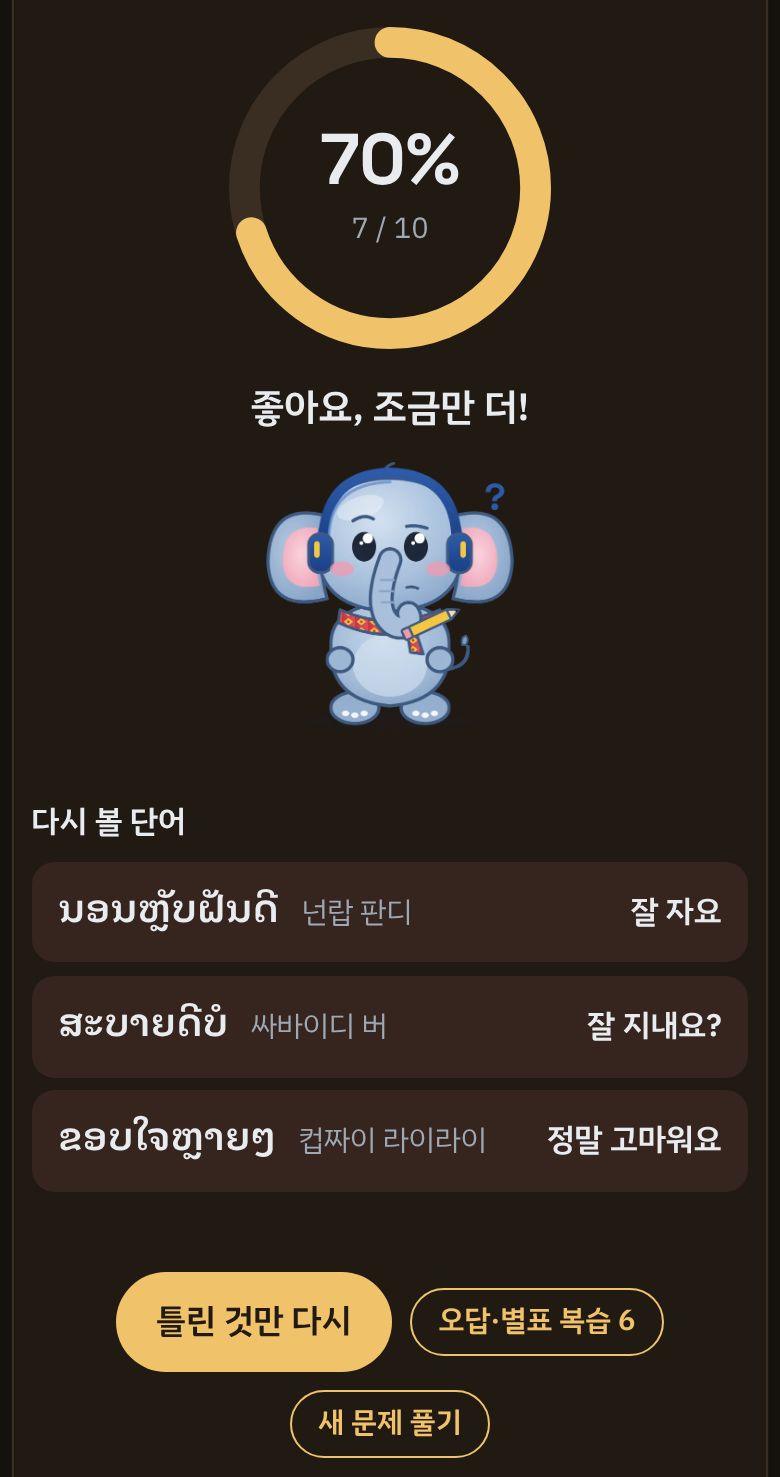 70%
7 / 10
좋아요, 조금만 더!
?
다시 볼 단어
ນອນຫຼັບຝັນດີ 넌랍 판디 잘 자요
ສະບາຍດີບໍ 싸바이디 버 잘 지내요?
ຂອບໃຈຫຼາຍໆ 컵짜이 라이라이 정말 고마워요
틀린 것만 다시 오답·별표 복습 6
새 문제 풀기